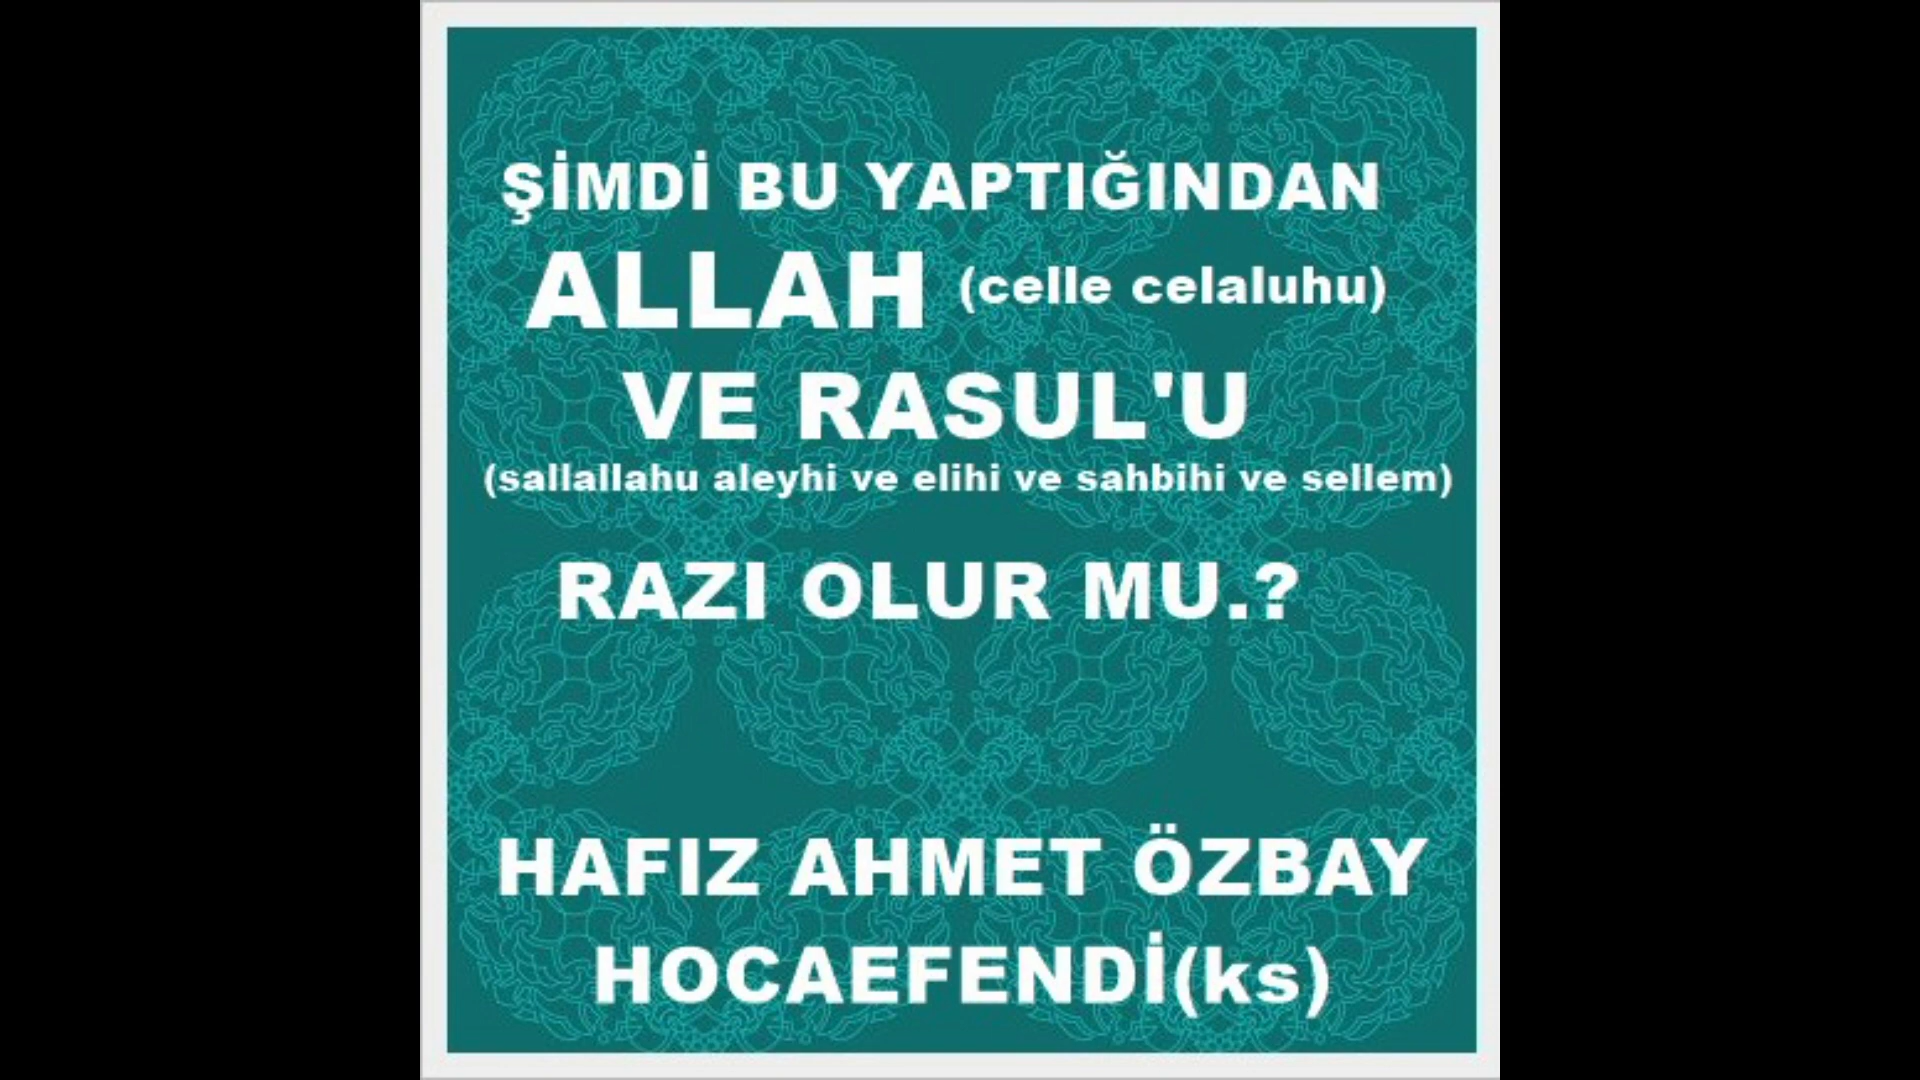 ŞİMDİ BU YAPTIĞINDAN
ALLAH (celle celaluhu)
VE RASUL'U
(sallallahu aleyhi ve elihi ve sahbihi ve sellem)
RAZI OLUR MU.?
HAFIZ AHMET ÖZBAY
HOCAEFENDİ(ks)